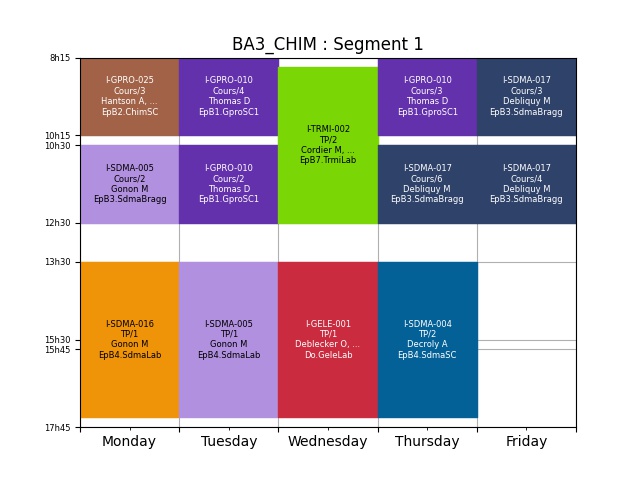 BA3_CHIM : Segment 1
8h15
10h15
10h30
12h30
13h30
15h30
15h45
17h45
I-GPRO-025
Cours/3
Hantson A, ...
EpB2.ChimSC
I-GPRO-010
Cours/4
Thomas D
EpB1.GproSC1
I-TRMI-002
TP/2
Cordier M, ...
EpB7.TrmiLab
I-GPRO-010
Cours/3
Thomas D
EpB1.GproSC1
I-SDMA-017
Cours/3
Debliquy M
EpB3.SdmaBragg
I-SDMA-005
Cours/2
Gonon M
EpB3.SdmaBragg
I-GPRO-010
Cours/2
Thomas D
EpB1.GproSC1
I-SDMA-017
Cours/6
Debliquy M
EpB3.SdmaBragg
I-SDMA-017
Cours/4
Debliquy M
EpB3.SdmaBragg
I-SDMA-016
TP/1
Gonon M
EpB4.SdmaLab
I-SDMA-005
TP/1
Gonon M
EpB4.SdmaLab
I-GELE-001
TP/1
Deblecker O, ...
Do.GeleLab
I-SDMA-004
TP/2
Decroly A
EpB4.SdmaSC
Monday
Tuesday
Wednesday
Thursday
Friday